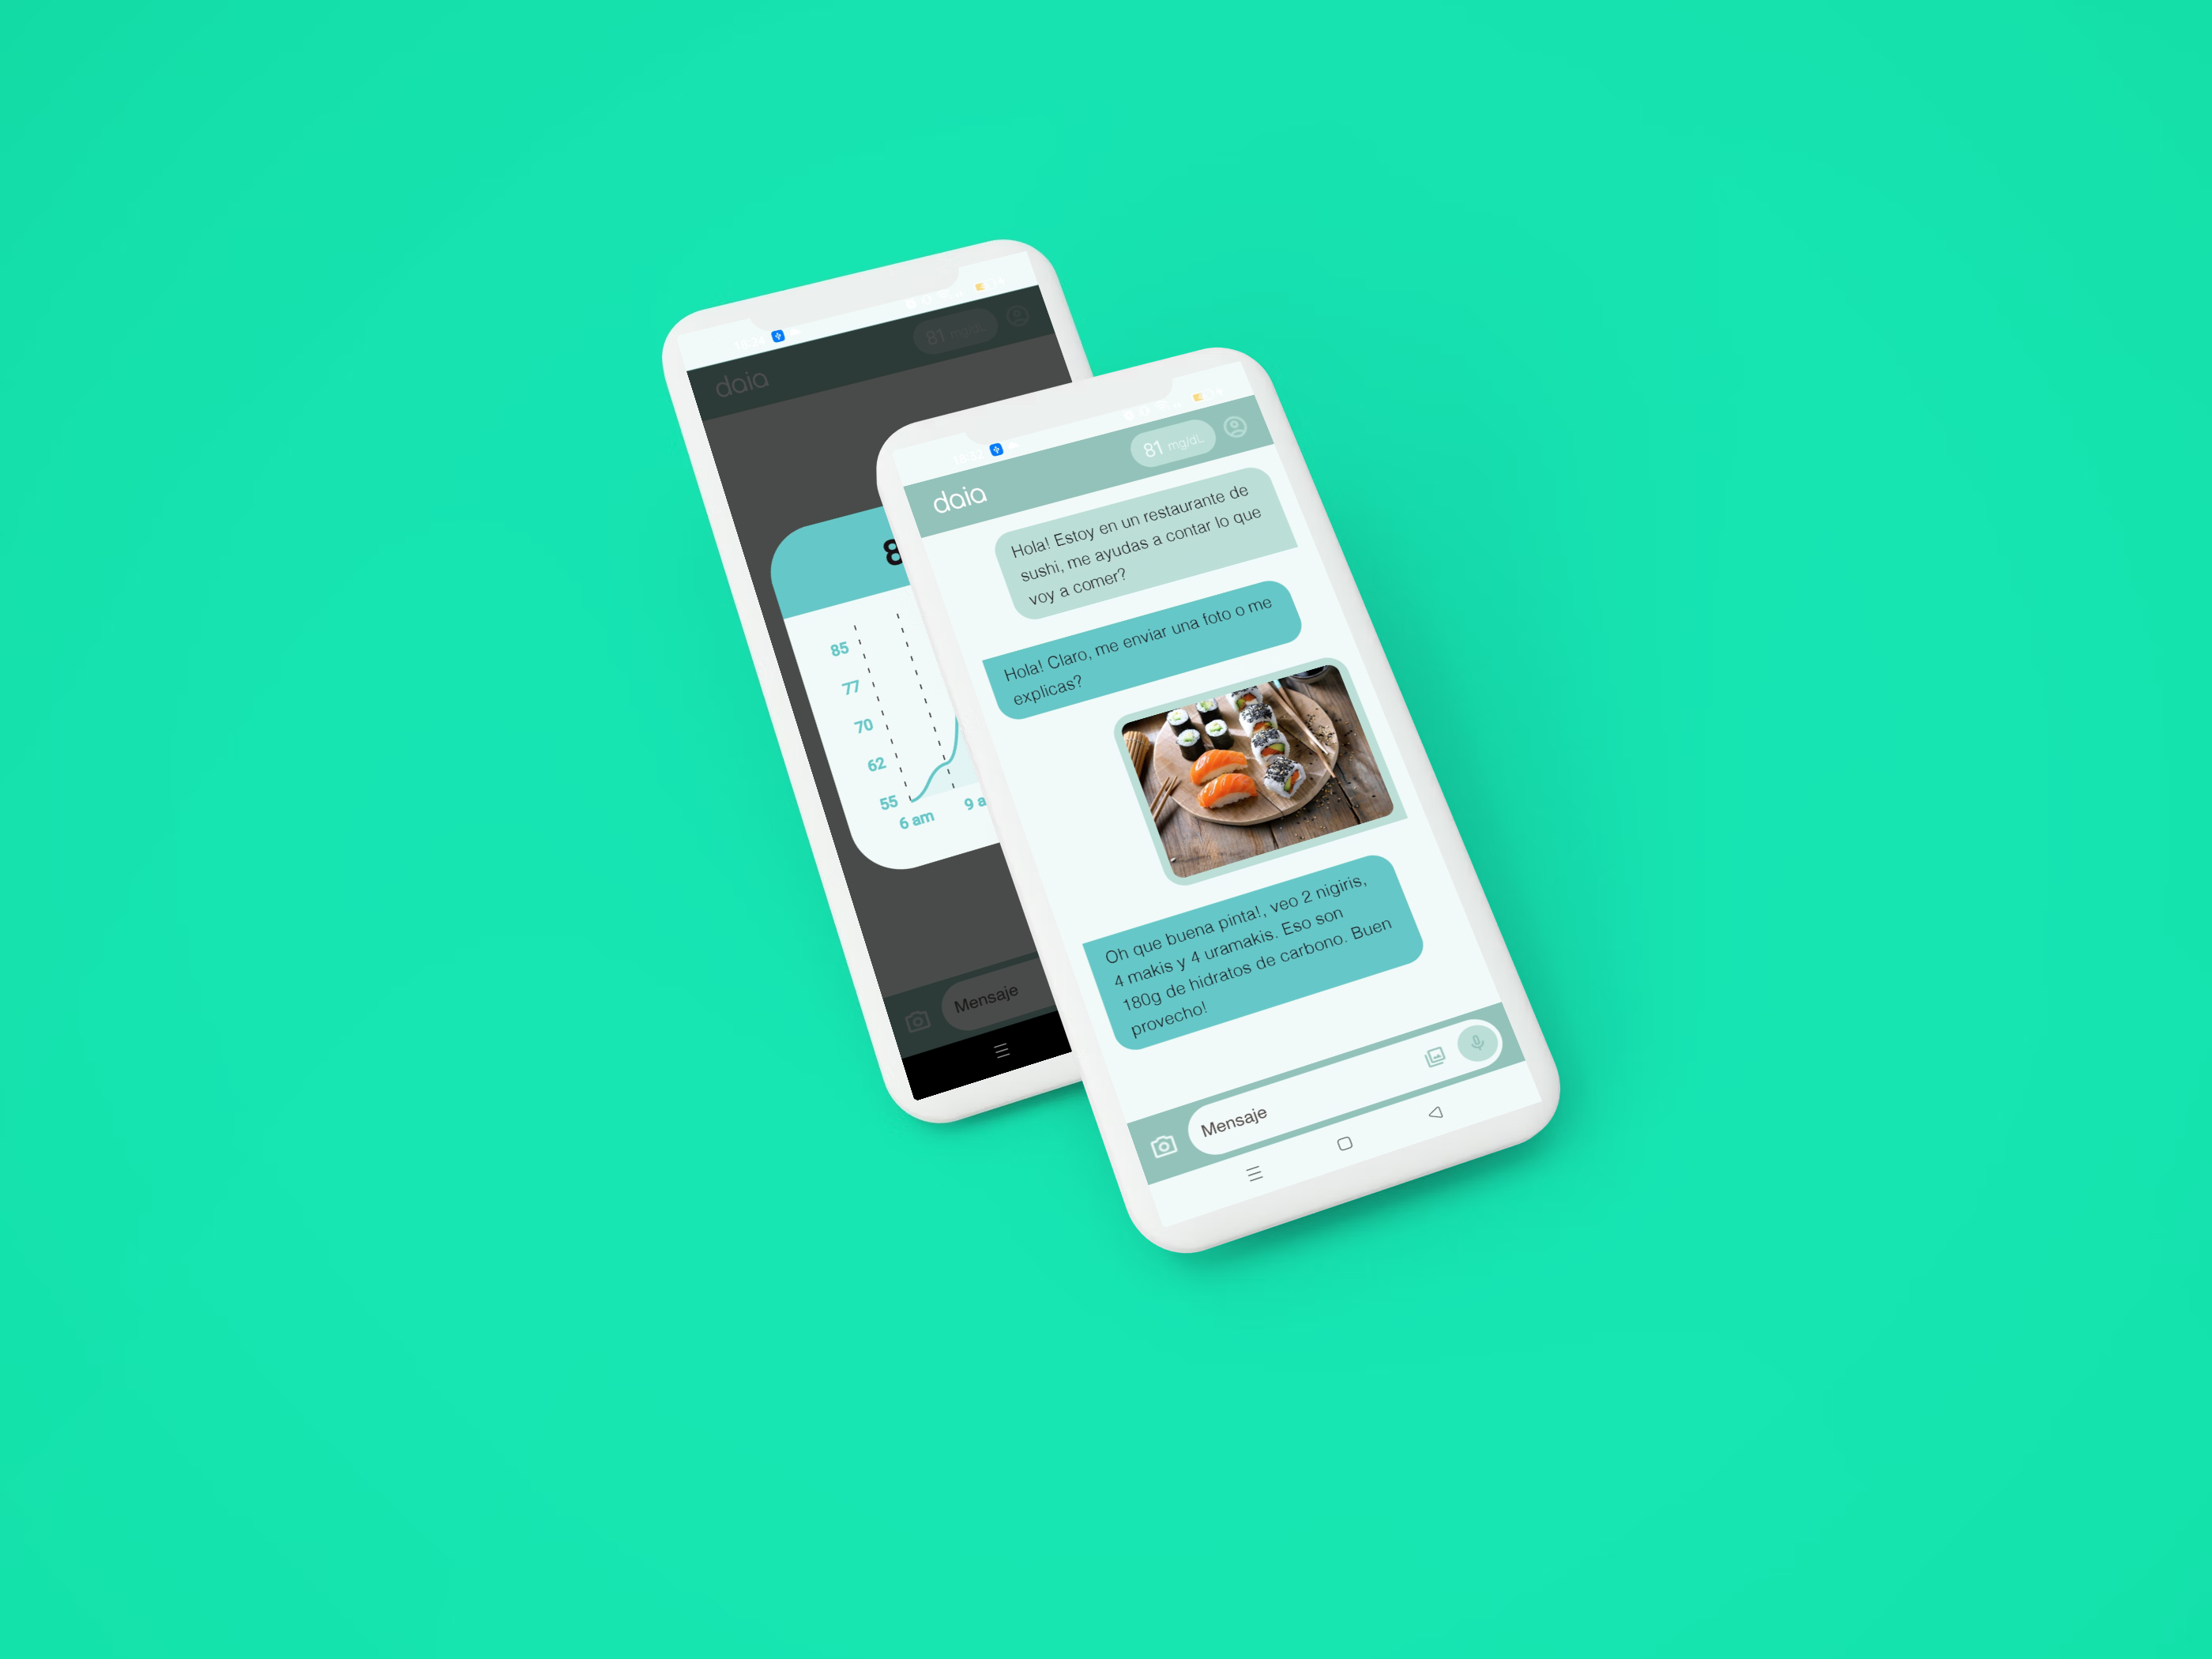 daia
81 mg/dL
85
77
70
62
55
6 am
9 a
Mensaje
daia
81 mg/dL
Hola! Estoy en un restaurante de
sushi, me ayudas a contar lo que
voy a comer?
Hola! Claro, me enviar una foto o me
explicas?
Oh que buena pinta!, veo 2 nigiris,
4 makis y 4 uramakis. Eso son
180g de hidratos de carbono. Buen
provecho!
Mensaje